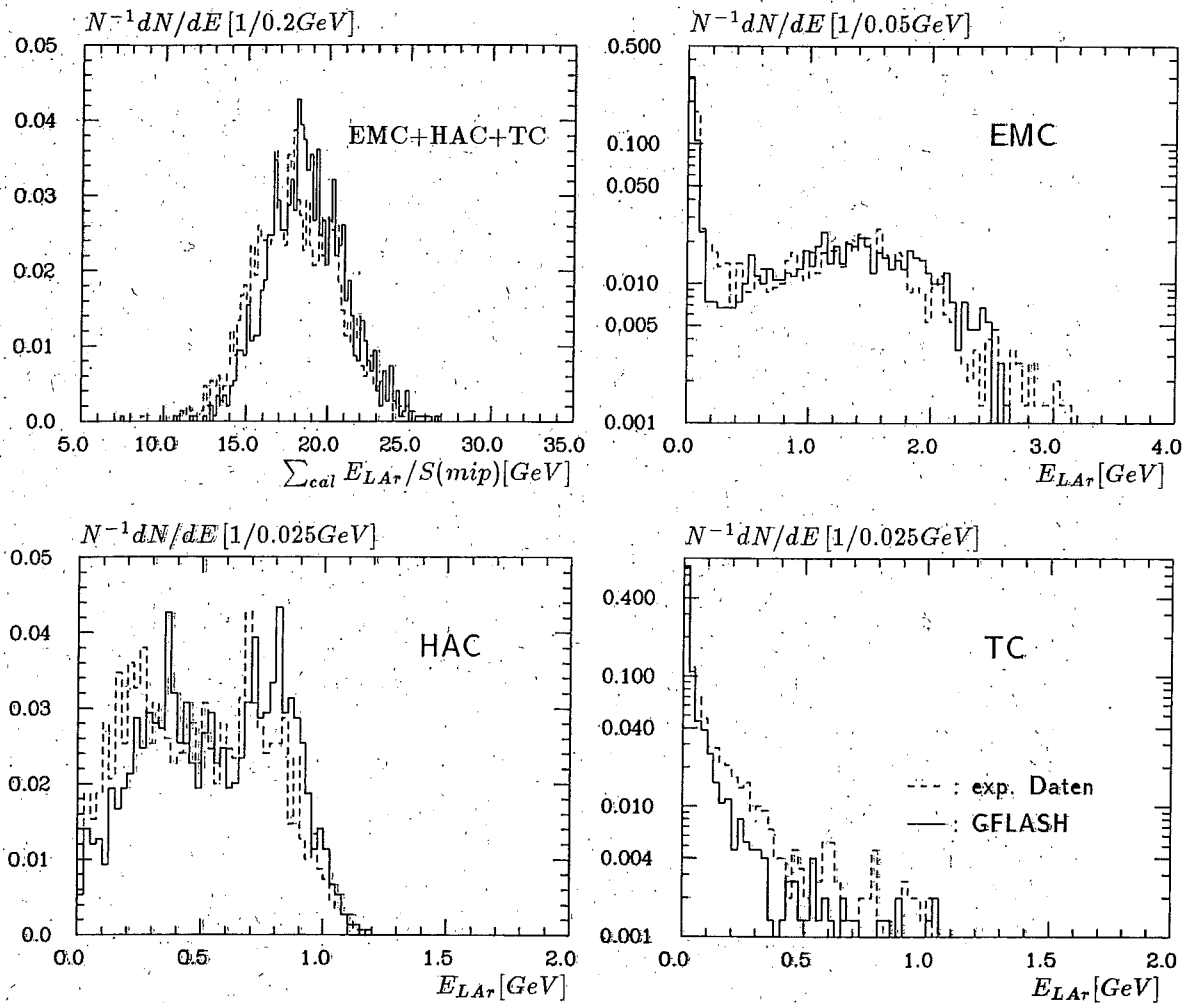 N⁻¹dN/dE [1/0.2GeV]
0.05
0.04
0.03
0.02
0.01
0.0
EMC+HAC+TC
5.0 10.0 15.0 20.0 25.0 30.0 35.0
∑cal ELAr/S(mip)[GeV]
N⁻¹dN/dE [1/0.05GeV]
0.500
0.100
0.050
0.010
0.005
0.001
EMC
0.0 1.0 2.0 3.0 4.0
ELAr[GeV]
N⁻¹dN/dE [1/0.025GeV]
0.05
0.04
0.03
0.02
0.01
0.0
HAC
0.0 0.5 1.0 1.5 2.0
ELAr[GeV]
N⁻¹dN/dE [1/0.025GeV]
0.400
0.100
0.040
0.010
0.004
0.001
TC
: exp. Daten
: GFLASH
0.0 0.5 1.0 1.5 2.0
ELAr[GeV]